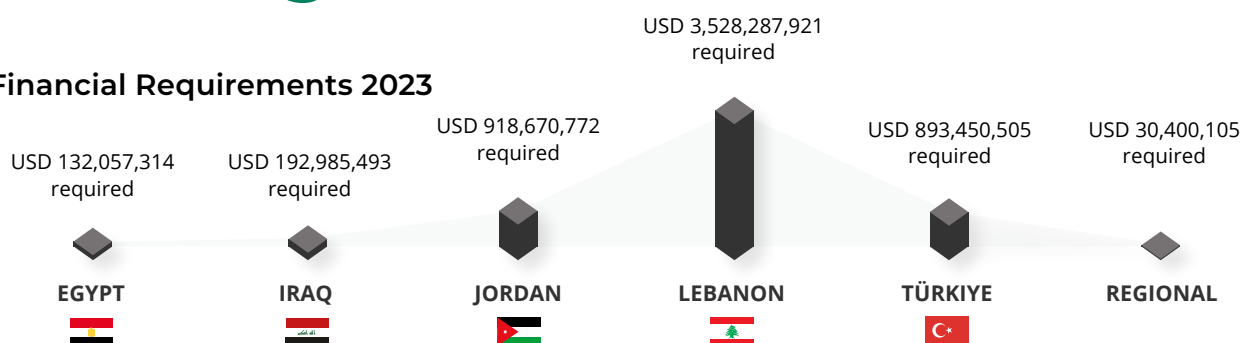 USD 3,528,287,921
required
Financial Requirements 2023
USD 918,670,772
required
USD 893,450,505
required
USD 30,400,105
required
USD 132,057,314
required
USD 192,985,493
required
EGYPT
IRAQ
JORDAN
LEBANON
TÜRKIYE
REGIONAL